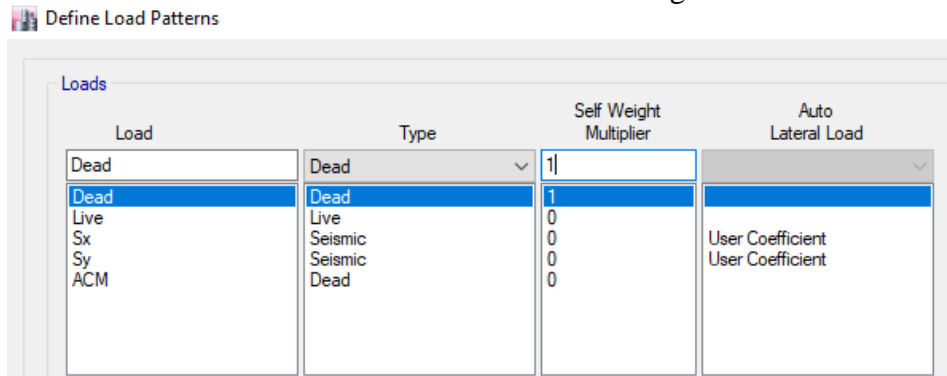 Define Load Patterns
Loads
Load Type Self Weight Multiplier Auto Lateral Load
Dead Dead 1
Dead Dead 1
Live Live 0
Sx Seismic 0 User Coefficient
Sy Seismic 0 User Coefficient
ACM Dead 0